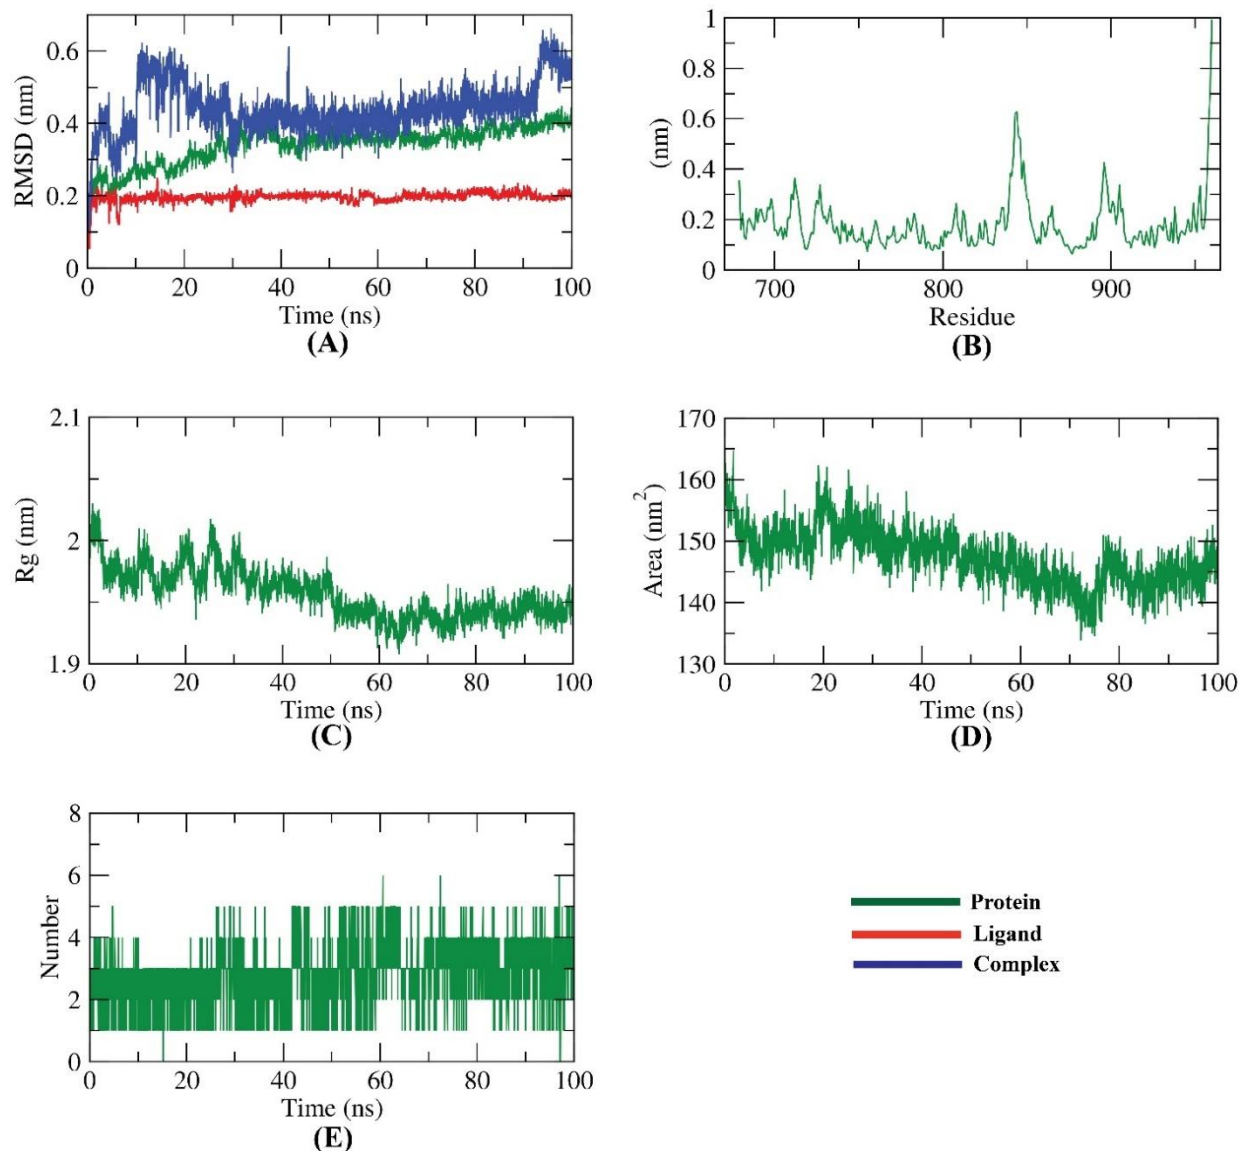 0.6
0.4
0.2
0
RMSD (nm)
0 20 40 60 80 100
Time (ns)
(A)
1
0.8
0.6
0.4
0.2
0
(nm)
700 800 900
Residue
(B)
2.1
2
1.9
Rg (nm)
0 20 40 60 80 100
Time (ns)
(C)
170
160
150
140
130
Area (nm²)
0 20 40 60 80 100
Time (ns)
(D)
8
6
4
2
0
Number
0 20 40 60 80 100
Time (ns)
(E)
Protein
Ligand
Complex